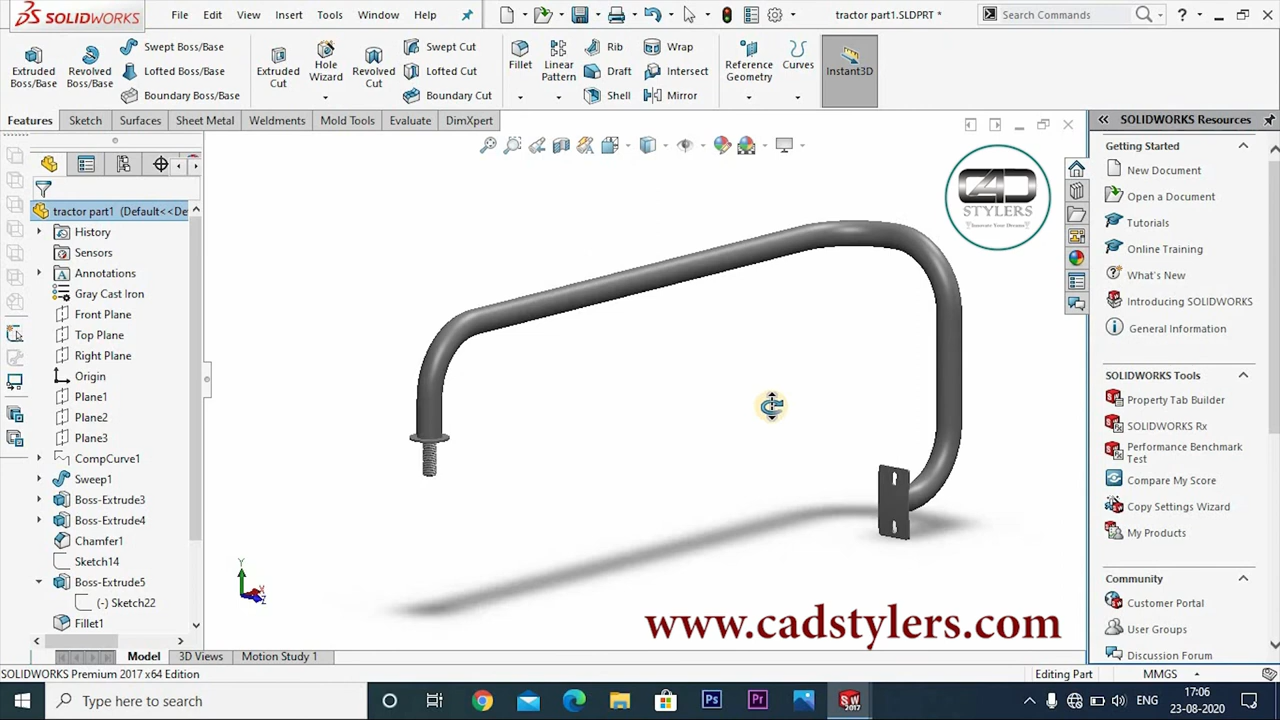 SOLIDWORKS File Edit View Insert Tools Window Help tractor part1.SLDPRT * Search Commands ?
Extruded Boss/Base
Revolved Boss/Base
Swept Boss/Base
Lofted Boss/Base
Boundary Boss/Base
Extruded Cut
Hole Wizard
Revolved Cut
Swept Cut
Lofted Cut
Boundary Cut
Fillet
Linear Pattern
Rib
Draft
Shell
Wrap
Intersect
Mirror
Reference Geometry
Curves
Instant3D
Features Sketch Surfaces Sheet Metal Weldments Mold Tools Evaluate DimXpert
tractor part1 (Default<<De
History
Sensors
Annotations
Gray Cast Iron
Front Plane
Top Plane
Right Plane
Origin
Plane1
Plane2
Plane3
CompCurve1
Sweep1
Boss-Extrude3
Boss-Extrude4
Chamfer1
Sketch14
Boss-Extrude5
(-) Sketch22
Fillet1
CAD
STYLERS
Innovate Your Dreams
Y
X
Z
www.cadstylers.com
SOLIDWORKS Resources
Getting Started
New Document
Open a Document
Tutorials
Online Training
What's New
Introducing SOLIDWORKS
General Information
SOLIDWORKS Tools
Property Tab Builder
SOLIDWORKS Rx
Performance Benchmark
Test
Compare My Score
Copy Settings Wizard
My Products
Community
Customer Portal
User Groups
Discussion Forum
Model 3D Views Motion Study 1
SOLIDWORKS Premium 2017 x64 Edition Editing Part MMGS
Type here to search Ps Pr SW 2017 ENG 17:06
23-08-2020